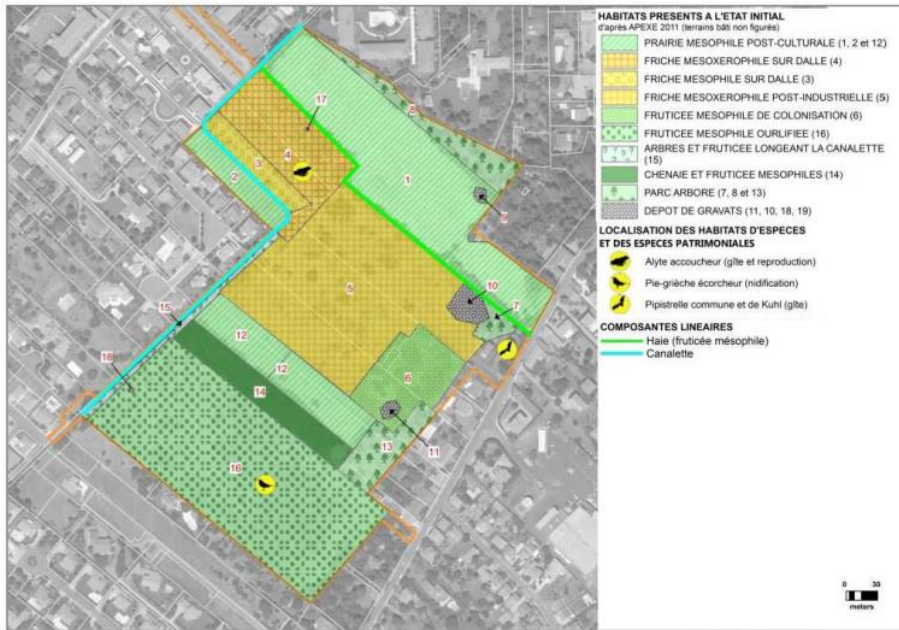 HABITATS PRESENTS A L'ETAT INITIAL
d'après APEXE 2011 (terrains bâti non figurés)
PRAIRIE MESOPHILE POST-CULTURALE (1, 2 et 12)
FRICHE MESOXEROPHILE SUR DALLE (4)
FRICHE MESOPHILE SUR DALLE (3)
FRICHE MESOXEROPHILE POST-INDUSTRIELLE (5)
FRUTICEE MESOPHILE DE COLONISATION (6)
FRUTICEE MESOPHILE OURLIFIEE (16)
ARBRES ET FRUTICEE LONGEANT LA CANALETTE
(15)
CHENAIE ET FRUTICEE MESOPHILES (14)
PARC ARBORE (7, 8 et 13)
DEPOT DE GRAVATS (11, 10, 18, 19)
LOCALISATION DES HABITATS D'ESPECES
ET DES ESPECES PATRIMONIALES
Alyte accoucheur (gîte et reproduction)
Pie-grièche écorcheur (nidification)
Pipistrelle commune et de Kuhl (gîte)
COMPOSANTES LINEAIRES
Haie (fruticée mésophile)
Canalette
17
8
4
3
2
1
9
5
10
7
15
12
12
6
18
14
11
13
16
0 30
meters